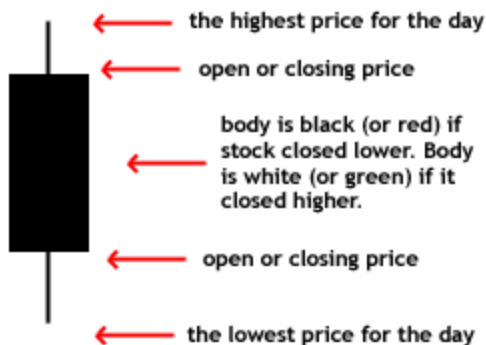 the highest price for the day
open or closing price
body is black (or red) if
stock closed lower. Body
is white (or green) if it
closed higher.
open or closing price
the lowest price for the day